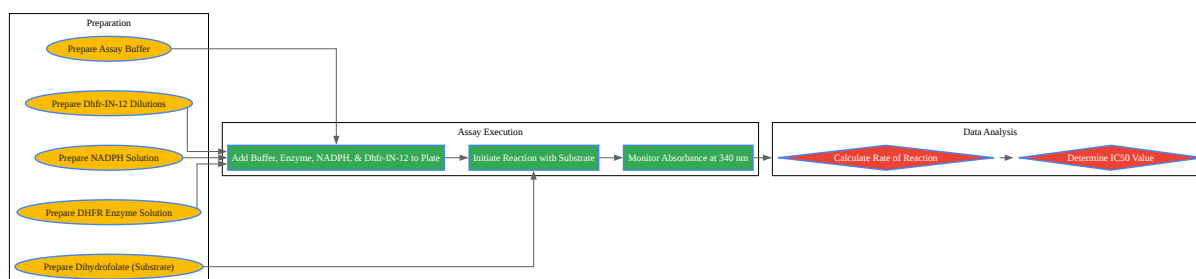 Preparation
Prepare Assay Buffer
Prepare Dhfr-IN-12 Dilutions
Prepare NADPH Solution
Prepare DHFR Enzyme Solution
Prepare Dihydrofolate (Substrate)
Assay Execution
Add Buffer, Enzyme, NADPH, & Dhfr-IN-12 to Plate
Initiate Reaction with Substrate
Monitor Absorbance at 340 nm
Data Analysis
Calculate Rate of Reaction
Determine IC50 Value